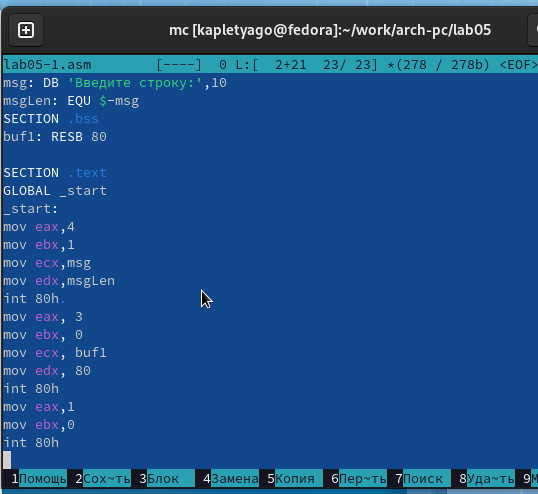 mc [kapletyago@fedora]:~/work/arch-pc/lab05
lab05-1.asm [----] 0 L:[ 2+21 23/ 23] *(278 / 278b) <EOF>
msg: DB 'Введите строку:',10
msgLen: EQU $-msg
SECTION .bss
buf1: RESB 80
SECTION .text
GLOBAL _start
_start:
mov eax,4
mov ebx,1
mov ecx,msg
mov edx,msgLen
int 80h
mov eax, 3
mov ebx, 0
mov ecx, buf1
mov edx, 80
int 80h
mov eax,1
mov ebx,0
int 80h
1Помощь 2Сох~ть 3Блок 4Замена 5Копия 6Пер~ть 7Поиск 8Уда~ть 9М